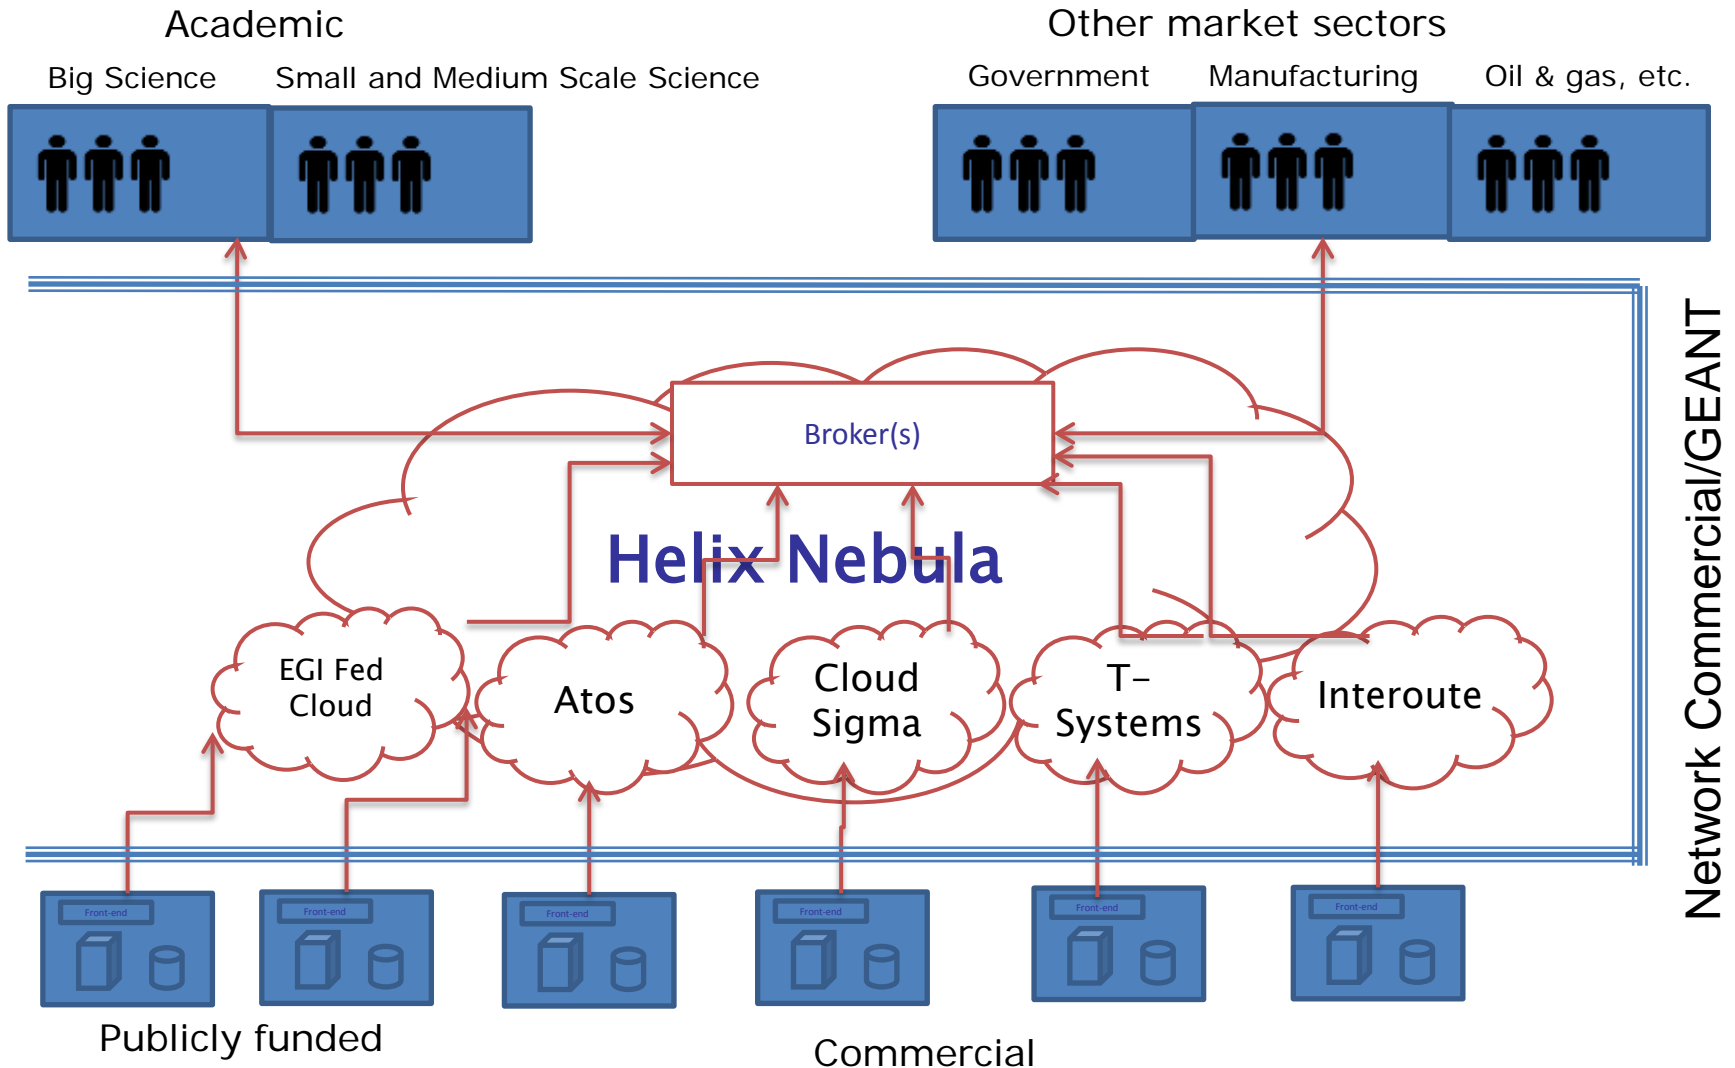 Academic
Other market sectors
Big Science
Small and Medium Scale Science
Government
Manufacturing
Oil & gas, etc.
Network Commercial/GEANT
Broker(s)
Helix Nebula
EGI Fed
Cloud
Atos
Cloud
Sigma
T-
Systems
Interoute
Front-end
Front-end
Front-end
Front-end
Front-end
Front-end
Publicly funded
Commercial